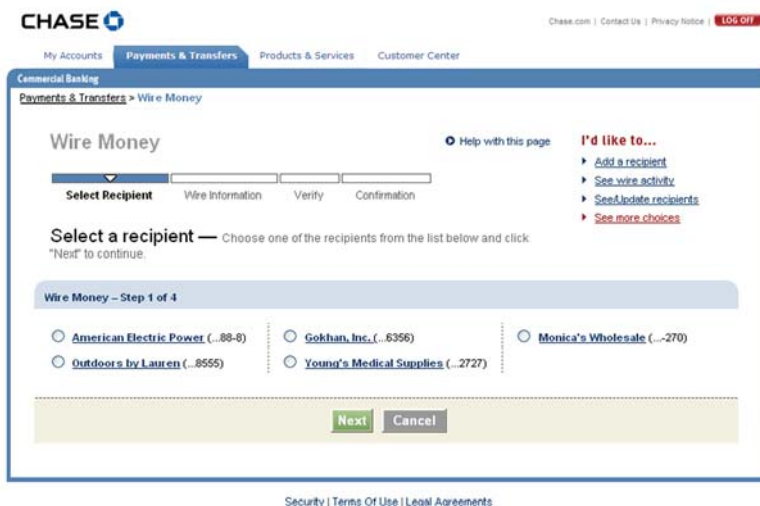 CHASE
Chase.com | Contact Us | Privacy Notice | LOG OFF
My Accounts Payments & Transfers Products & Services Customer Center
Commercial Banking
Payments & Transfers > Wire Money
Wire Money
Help with this page
I'd like to...
Add a recipient
See wire activity
See/Update recipients
See more choices
Select Recipient Wire Information Verify Confirmation
Select a recipient — Choose one of the recipients from the list below and click
"Next" to continue.
Wire Money – Step 1 of 4
American Electric Power (...88-8) Gokhan, Inc. (...6356) Monica's Wholesale (...-270)
Outdoors by Lauren (...8555) Young's Medical Supplies (...2727)
Next Cancel
Security | Terms Of Use | Legal Agreements